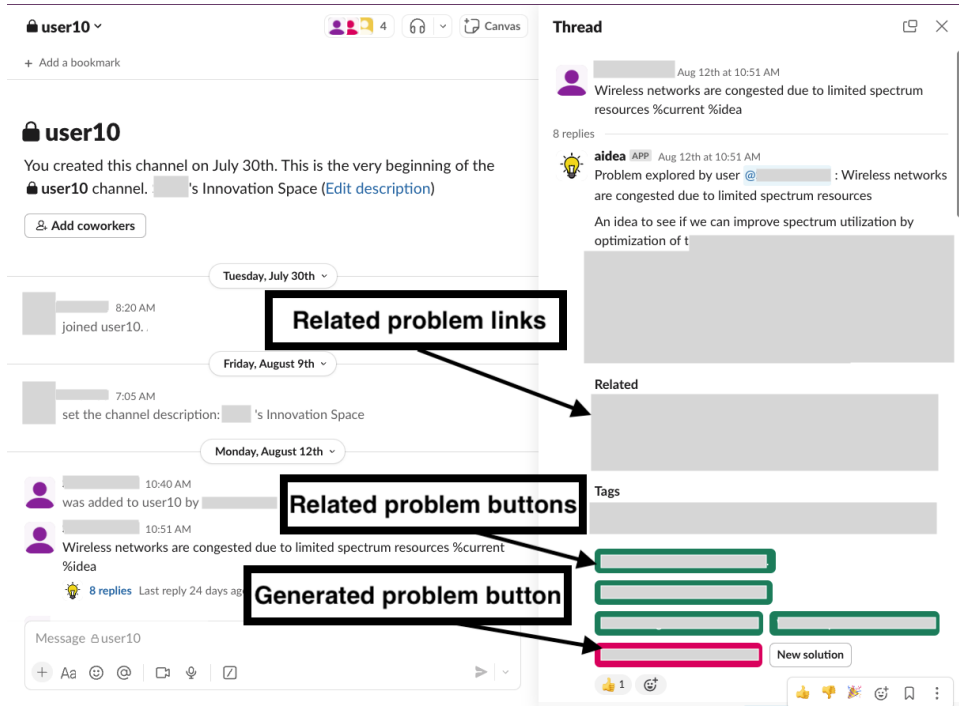 user10
4
Canvas
+ Add a bookmark
user10
You created this channel on July 30th. This is the very beginning of the
user10 channel. 's Innovation Space (Edit description)
Add coworkers
Tuesday, July 30th
8:20 AM
joined user10.
Friday, August 9th
7:05 AM
set the channel description: 's Innovation Space
Monday, August 12th
10:40 AM
was added to user10 by
10:51 AM
Wireless networks are congested due to limited spectrum resources %current
%idea
8 replies Last reply 24 days ag
Message user10
Aa
Related problem links
Related problem buttons
Generated problem button
Thread
Aug 12th at 10:51 AM
Wireless networks are congested due to limited spectrum
resources %current %idea
8 replies
aidea APP Aug 12th at 10:51 AM
Problem explored by user @ : Wireless networks
are congested due to limited spectrum resources
An idea to see if we can improve spectrum utilization by
optimization of t
Related
Tags
New solution
1